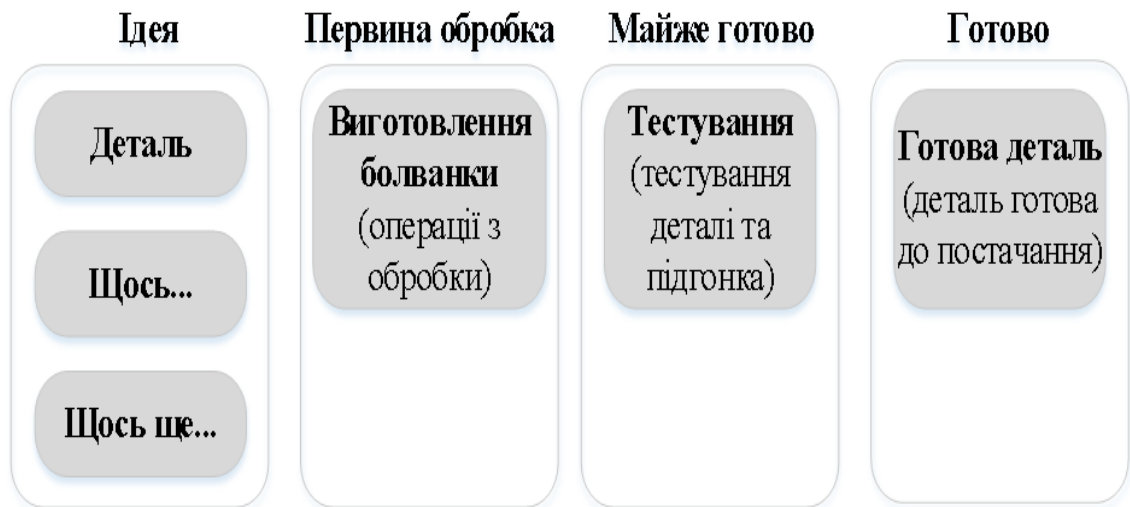 Ідея
Деталь
Щось...
Щось ще...
Первина обробка
Виготовлення
болванки
(операції з
обробки)
Майже готово
Тестування
(тестування
деталі та
підгонка)
Готово
Готова деталь
(деталь готова
до постачання)